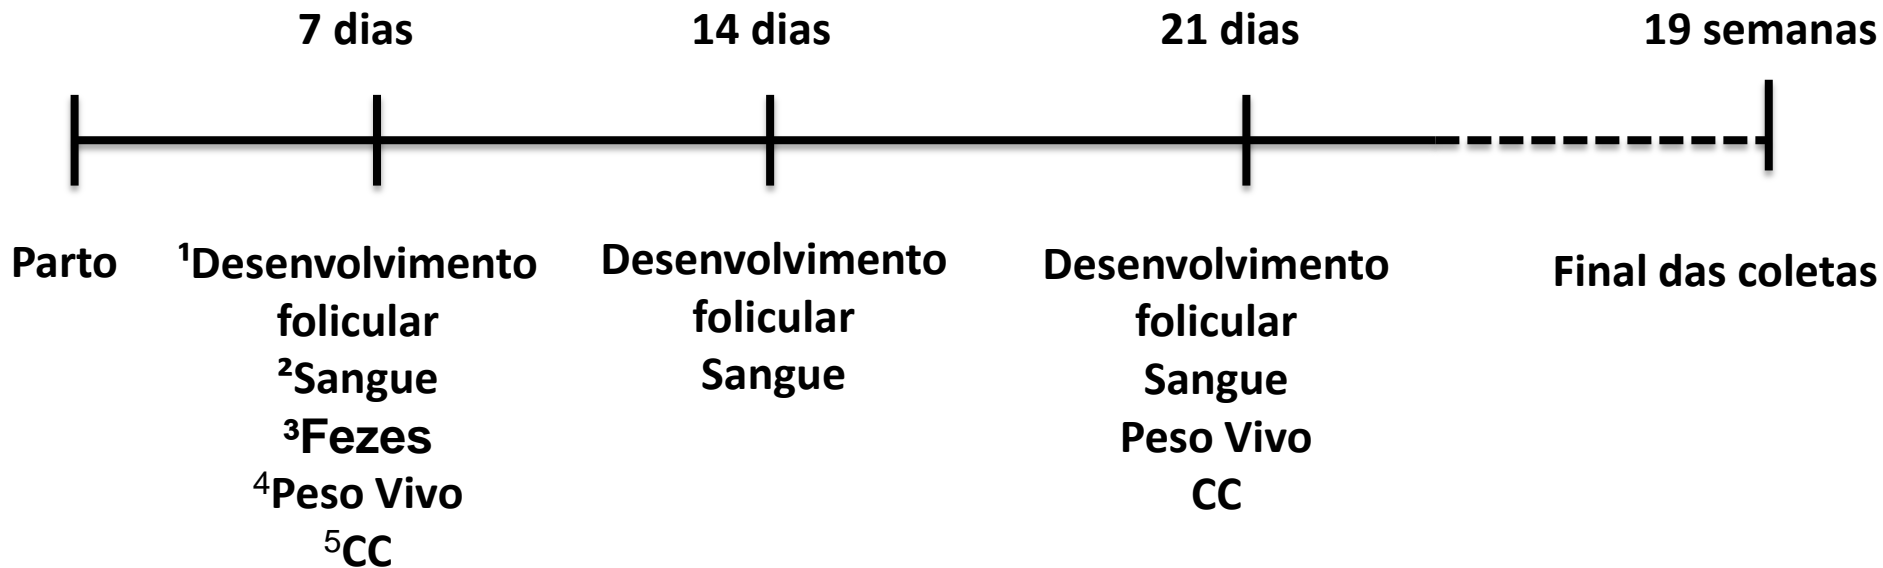 7 dias
14 dias
21 dias
19 semanas
Parto
¹Desenvolvimento
folicular
²Sangue
³Fezes
⁴Peso Vivo
⁵CC
Desenvolvimento
folicular
Sangue
Desenvolvimento
folicular
Sangue
Peso Vivo
CC
Final das coletas